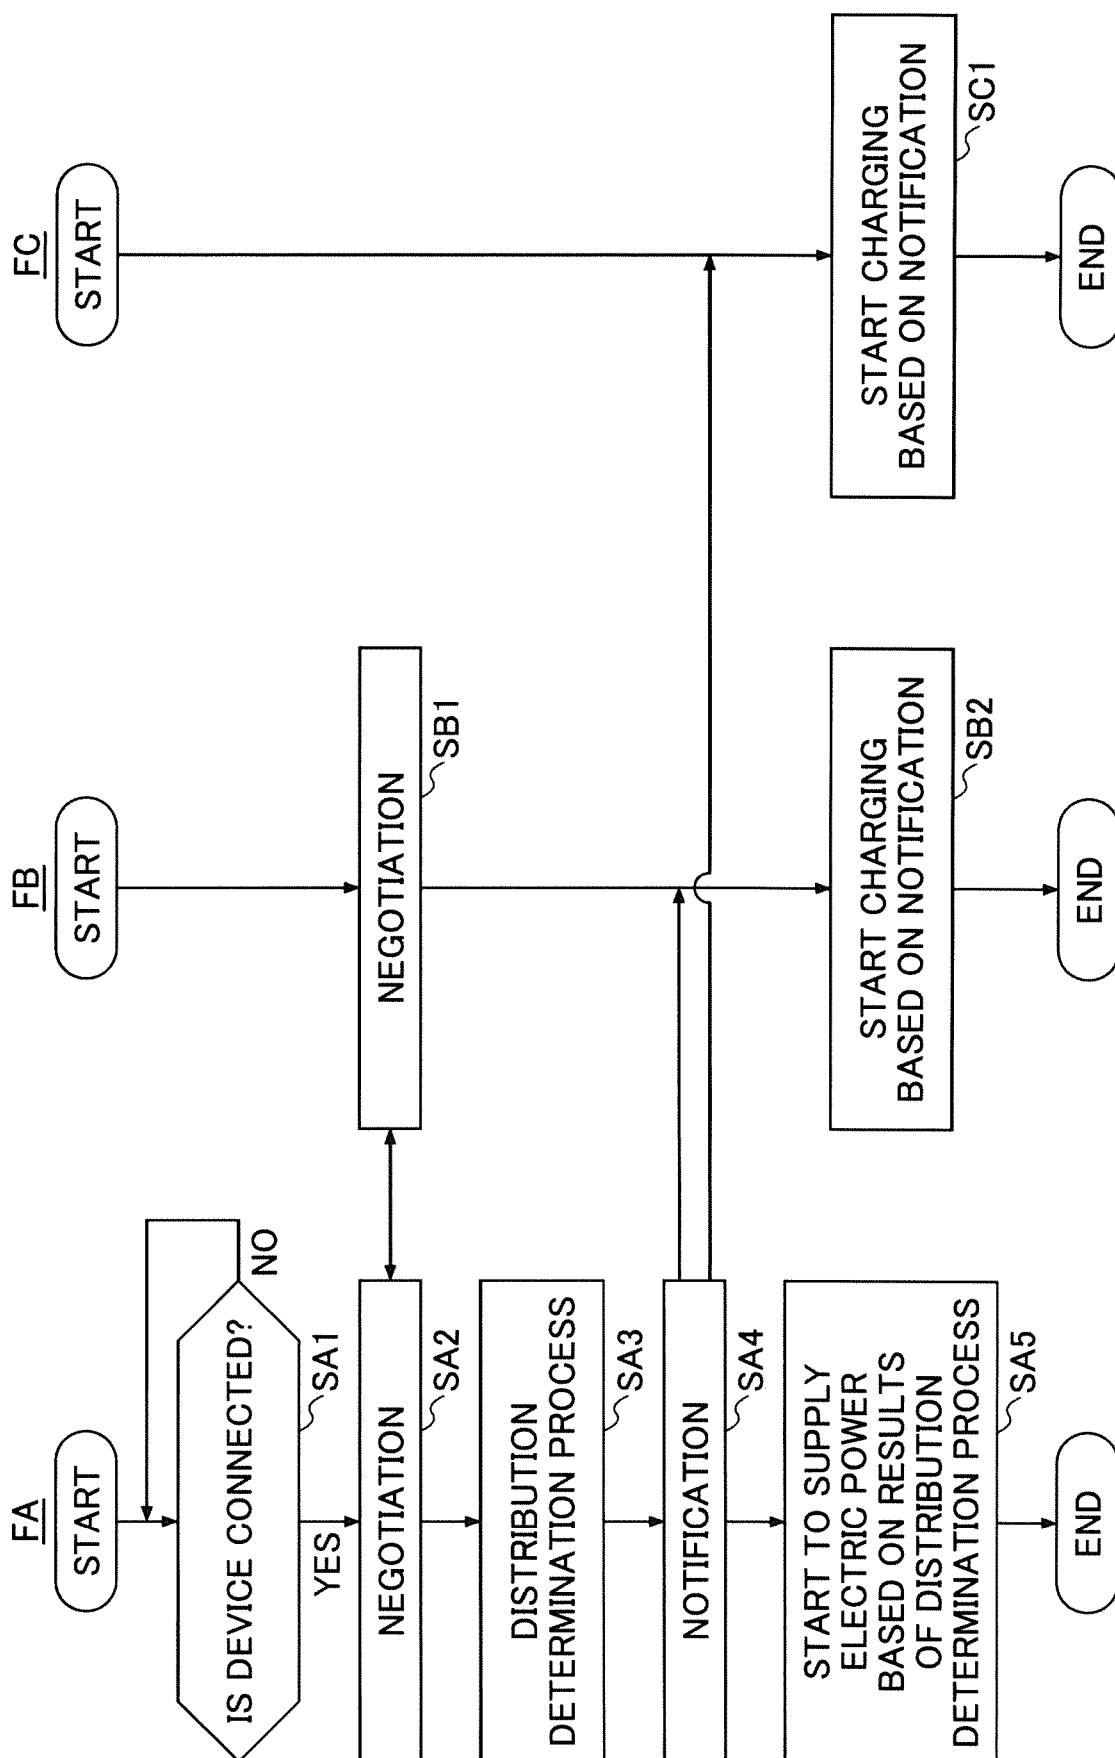 FA
START
IS DEVICE CONNECTED?
NO
SA1
YES
NEGOTIATION
SA2
DISTRIBUTION
DETERMINATION PROCESS
SA3
NOTIFICATION
SA4
START TO SUPPLY
ELECTRIC POWER
BASED ON RESULTS
OF DISTRIBUTION
DETERMINATION PROCESS
SA5
END
FB
START
NEGOTIATION
SB1
START CHARGING
BASED ON NOTIFICATION
SB2
END
FC
START
START CHARGING
BASED ON NOTIFICATION
SC1
END